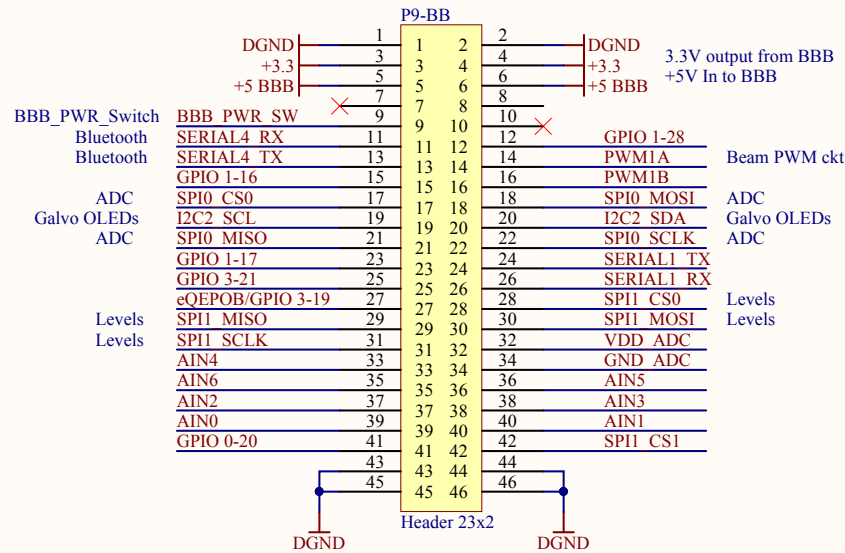 P9-BB
DGND 1 1 2 2 DGND
+3.3 3 3 4 4 +3.3 3.3V output from BBB
+5 BBB 5 5 6 6 +5 BBB +5V In to BBB
7 7 8 8
BBB_PWR_Switch BBB_PWR_SW 9 9 10 10
Bluetooth SERIAL4_RX 11 11 12 12 GPIO 1-28
Bluetooth SERIAL4_TX 13 13 14 14 PWM1A Beam PWM ckt
GPIO 1-16 15 15 16 16 PWM1B
ADC SPI0_CS0 17 17 18 18 SPI0_MOSI ADC
Galvo OLEDs I2C2_SCL 19 19 20 20 I2C2_SDA Galvo OLEDs
ADC SPI0_MISO 21 21 22 22 SPI0_SCLK ADC
GPIO 1-17 23 23 24 24 SERIAL1_TX
GPIO 3-21 25 25 26 26 SERIAL1_RX
eQEPOB/GPIO 3-19 27 27 28 28 SPI1_CS0 Levels
Levels SPI1_MISO 29 29 30 30 SPI1_MOSI Levels
Levels SPI1_SCLK 31 31 32 32 VDD_ADC
AIN4 33 33 34 34 GND_ADC
AIN6 35 35 36 36 AIN5
AIN2 37 37 38 38 AIN3
AIN0 39 39 40 40 AIN1
GPIO 0-20 41 41 42 42 SPI1_CS1
43 43 44 44
45 45 46 46
Header 23x2
DGND DGND